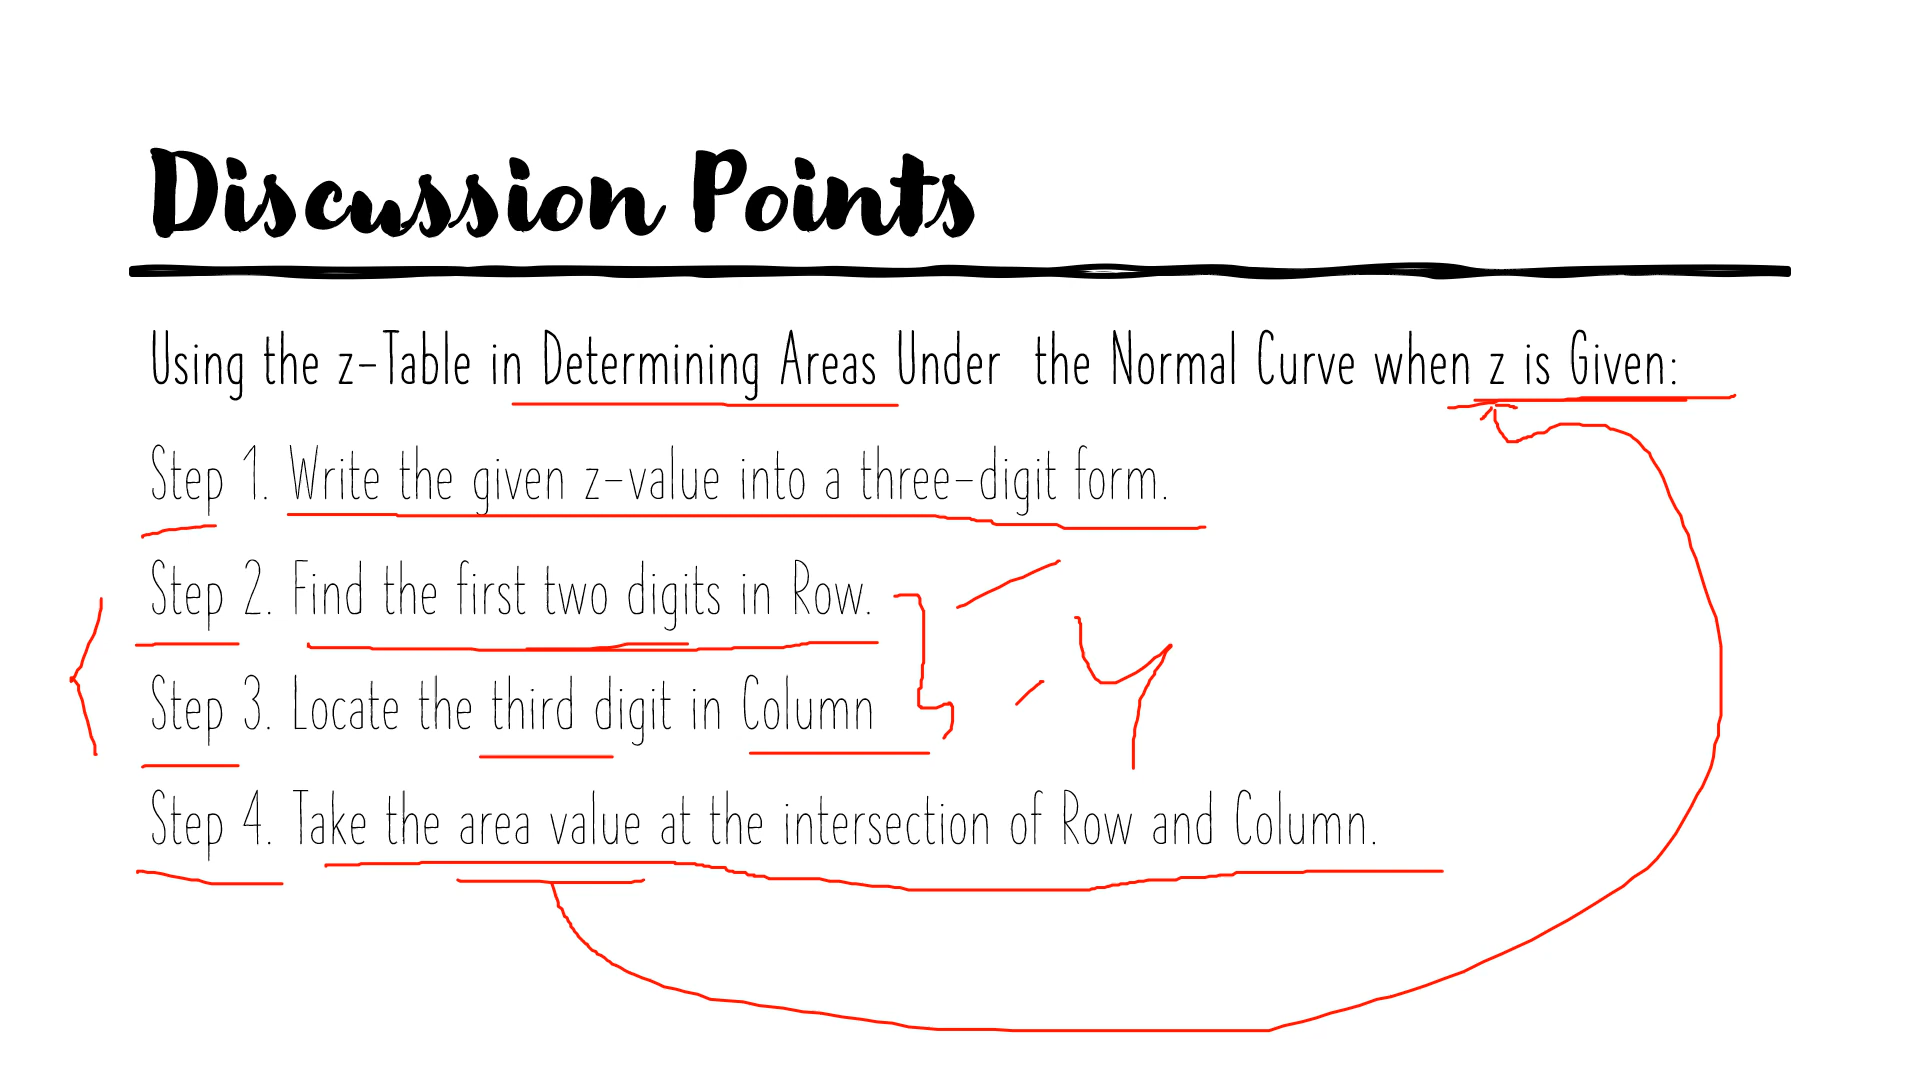 Discussion Points
Using the z-Table in Determining Areas Under the Normal Curve when z is Given:
Step 1. Write the given z-value into a three-digit form.
Step 2. Find the first two digits in Row.
Step 3. Locate the third digit in Column
Step 4. Take the area value at the intersection of Row and Column.